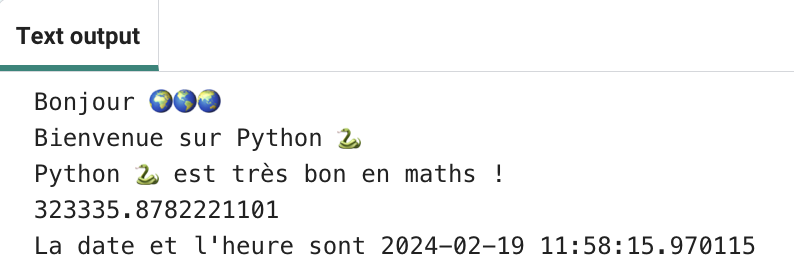 Text output
Bonjour 🌍🌎🌏
Bienvenue sur Python 🐍
Python 🐍 est très bon en maths !
323335.8782221101
La date et l'heure sont 2024-02-19 11:58:15.970115